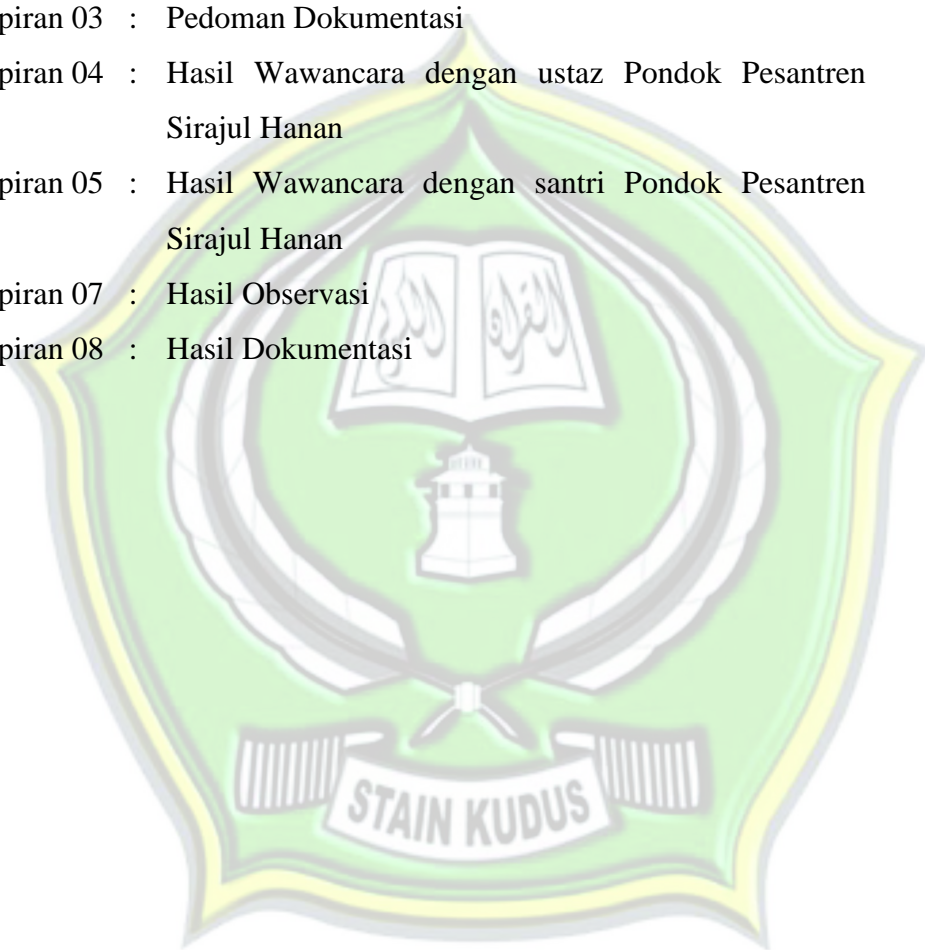 piran 03 : Pedoman Dokumentasi
piran 04 : Hasil Wawancara dengan ustaz Pondok Pesantren
Sirajul Hanan
piran 05 : Hasil Wawancara dengan santri Pondok Pesantren
Sirajul Hanan
piran 07 : Hasil Observasi
piran 08 : Hasil Dokumentasi
STAIN KUDUS